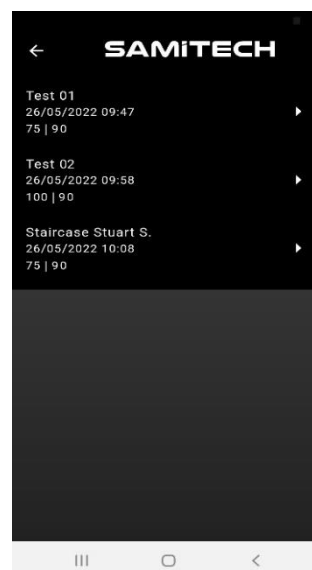 SAMiTECH
Test 01
26/05/2022 09:47
75 | 90
Test 02
26/05/2022 09:58
100 | 90
Staircase Stuart S.
26/05/2022 10:08
75 | 90